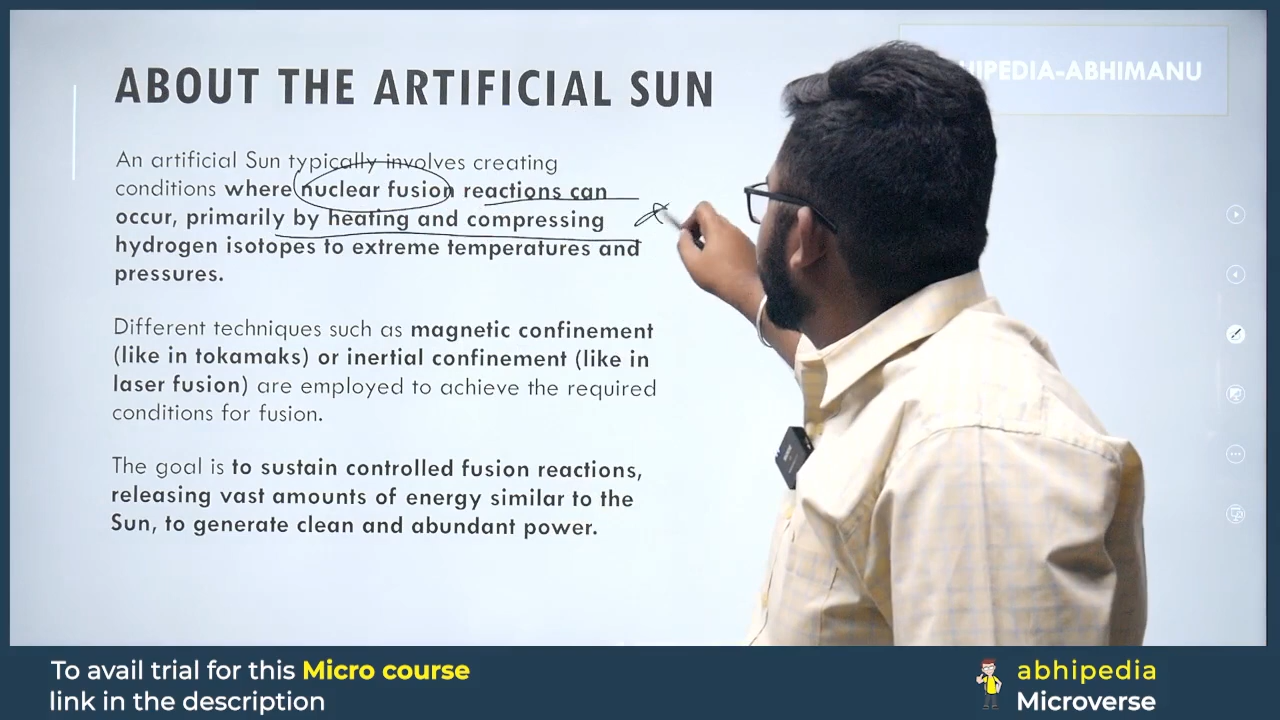 ABOUT THE ARTIFICIAL SUN
HIPEDIA-ABHIMANU
An artificial Sun typically involves creating
conditions where nuclear fusion reactions can
occur, primarily by heating and compressing
hydrogen isotopes to extreme temperatures and
pressures.
Different techniques such as magnetic confinement
(like in tokamaks) or inertial confinement (like in
laser fusion) are employed to achieve the required
conditions for fusion.
The goal is to sustain controlled fusion reactions,
releasing vast amounts of energy similar to the
Sun, to generate clean and abundant power.
To avail trial for this Micro course
link in the description
abhipedia
Microverse